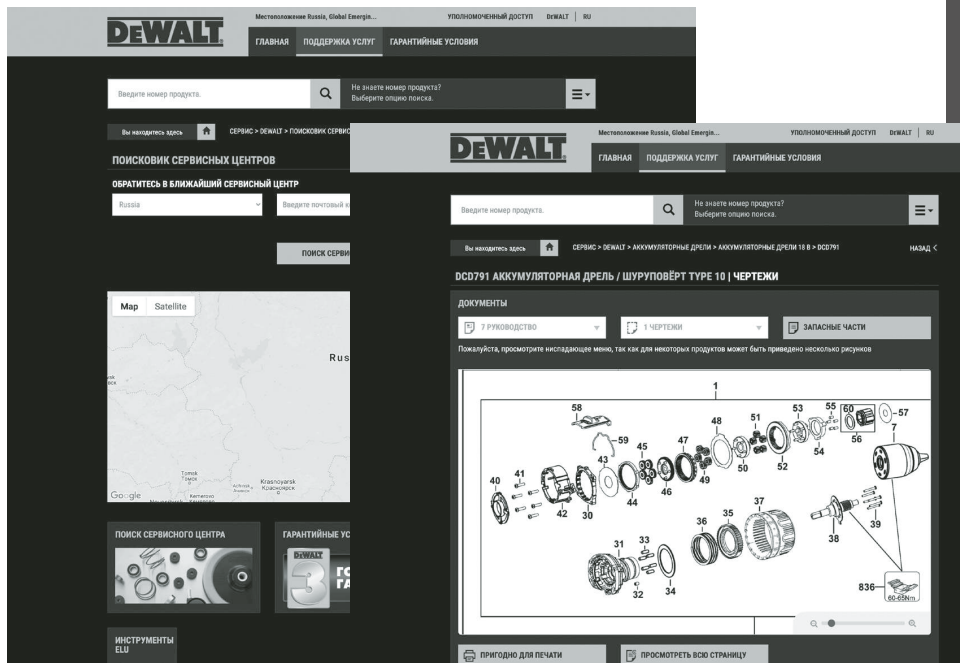 DEWALT
Местоположение Russia, Global Emergin...
УПОЛНОМОЧЕННЫЙ ДОСТУП DEWALT RU
ГЛАВНАЯ ПОДДЕРЖКА УСЛУГ ГАРАНТИЙНЫЕ УСЛОВИЯ
Введите номер продукта.
Не знаете номер продукта?
Выберите опцию поиска.
Вы находитесь здесь
СЕРВИС > DEWALT > ПОИСКОВИК СЕРВИС
ПОИСКОВИК СЕРВИСНЫХ ЦЕНТРОВ
ОБРАТИТЕСЬ В БЛИЖАЙШИЙ СЕРВИСНЫЙ ЦЕНТР
Russia
Введите почтовый
ПОИСК СЕРВИ
Map Satellite
Rus
Tomsk
Томск
Krasnoyarsk
Красноярск
Kemerovo
Google
ПОИСК СЕРВИСНОГО ЦЕНТРА
ГАРАНТИЙНЫЕ УС
DEWALT
3
ГО
ГА
ИНСТРУМЕНТЫ
ELU
DEWALT
Местоположение Russia, Global Emergin...
УПОЛНОМОЧЕННЫЙ ДОСТУП DEWALT RU
ГЛАВНАЯ ПОДДЕРЖКА УСЛУГ ГАРАНТИЙНЫЕ УСЛОВИЯ
Введите номер продукта.
Не знаете номер продукта?
Выберите опцию поиска.
Вы находитесь здесь
СЕРВИС > DEWALT > АККУМУЛЯТОРНЫЕ ДРЕЛИ > АККУМУЛЯТОРНЫЕ ДРЕЛИ 18 В > DCD791
НАЗАД <
DCD791 АККУМУЛЯТОРНАЯ ДРЕЛЬ / ШУРУПОВЁРТ TYPE 10 | ЧЕРТЕЖИ
ДОКУМЕНТЫ
7 РУКОВОДСТВО
1 ЧЕРТЕЖИ
ЗАПАСНЫЕ ЧАСТИ
Пожалуйста, просмотрите ниспадающее меню, так как для некоторых продуктов может быть приведено несколько рисунков
1
58
59
43
45
47
48
51
53
55
60
57
7
56
54
52
50
49
46
44
41
40
42
30
37
35
36
39
38
33
31
34
32
836
60-65Nm
ПРИГОДНО ДЛЯ ПЕЧАТИ
ПРОСМОТРЕТЬ ВСЮ СТРАНИЦУ